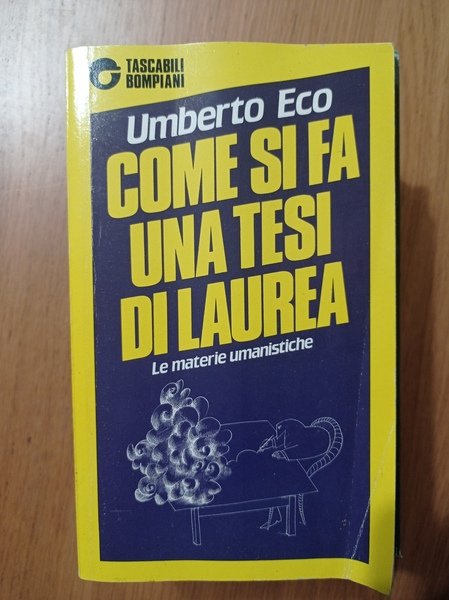 TASCABILI
BOMPIANI
Umberto Eco
COME SI FA
UNA TESI
DI LAUREA
Le materie umanistiche